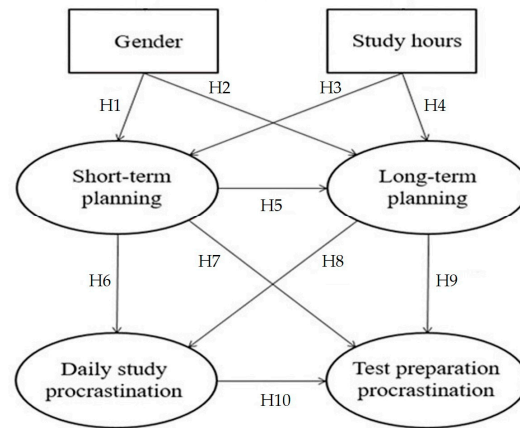 Gender
Study hours
H1
H2
H3
H4
Short-term
planning
Long-term
planning
H5
H6
H7
H8
H9
Daily study
procrastination
Test preparation
procrastination
H10